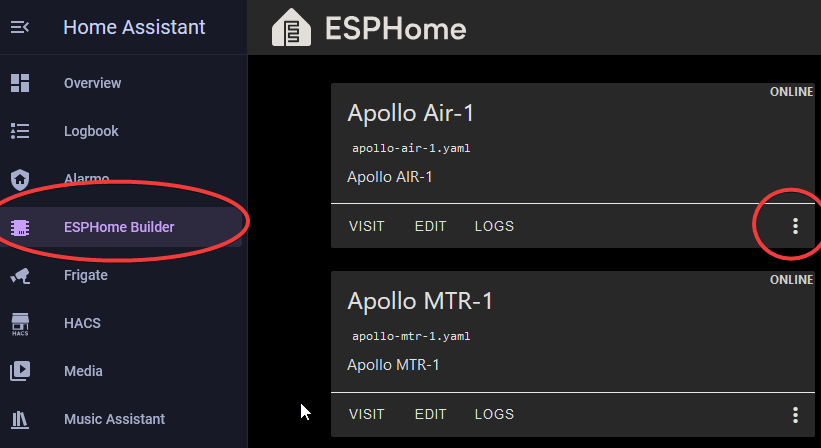 Home Assistant
Overview
Logbook
Alarmo
ESPHome Builder
Frigate
HACS
HACS
Media
Music Assistant
ESPHome
ONLINE
Apollo Air-1
apollo-air-1.yaml
Apollo AIR-1
VISIT EDIT LOGS
ONLINE
Apollo MTR-1
apollo-mtr-1.yaml
Apollo MTR-1
VISIT EDIT LOGS